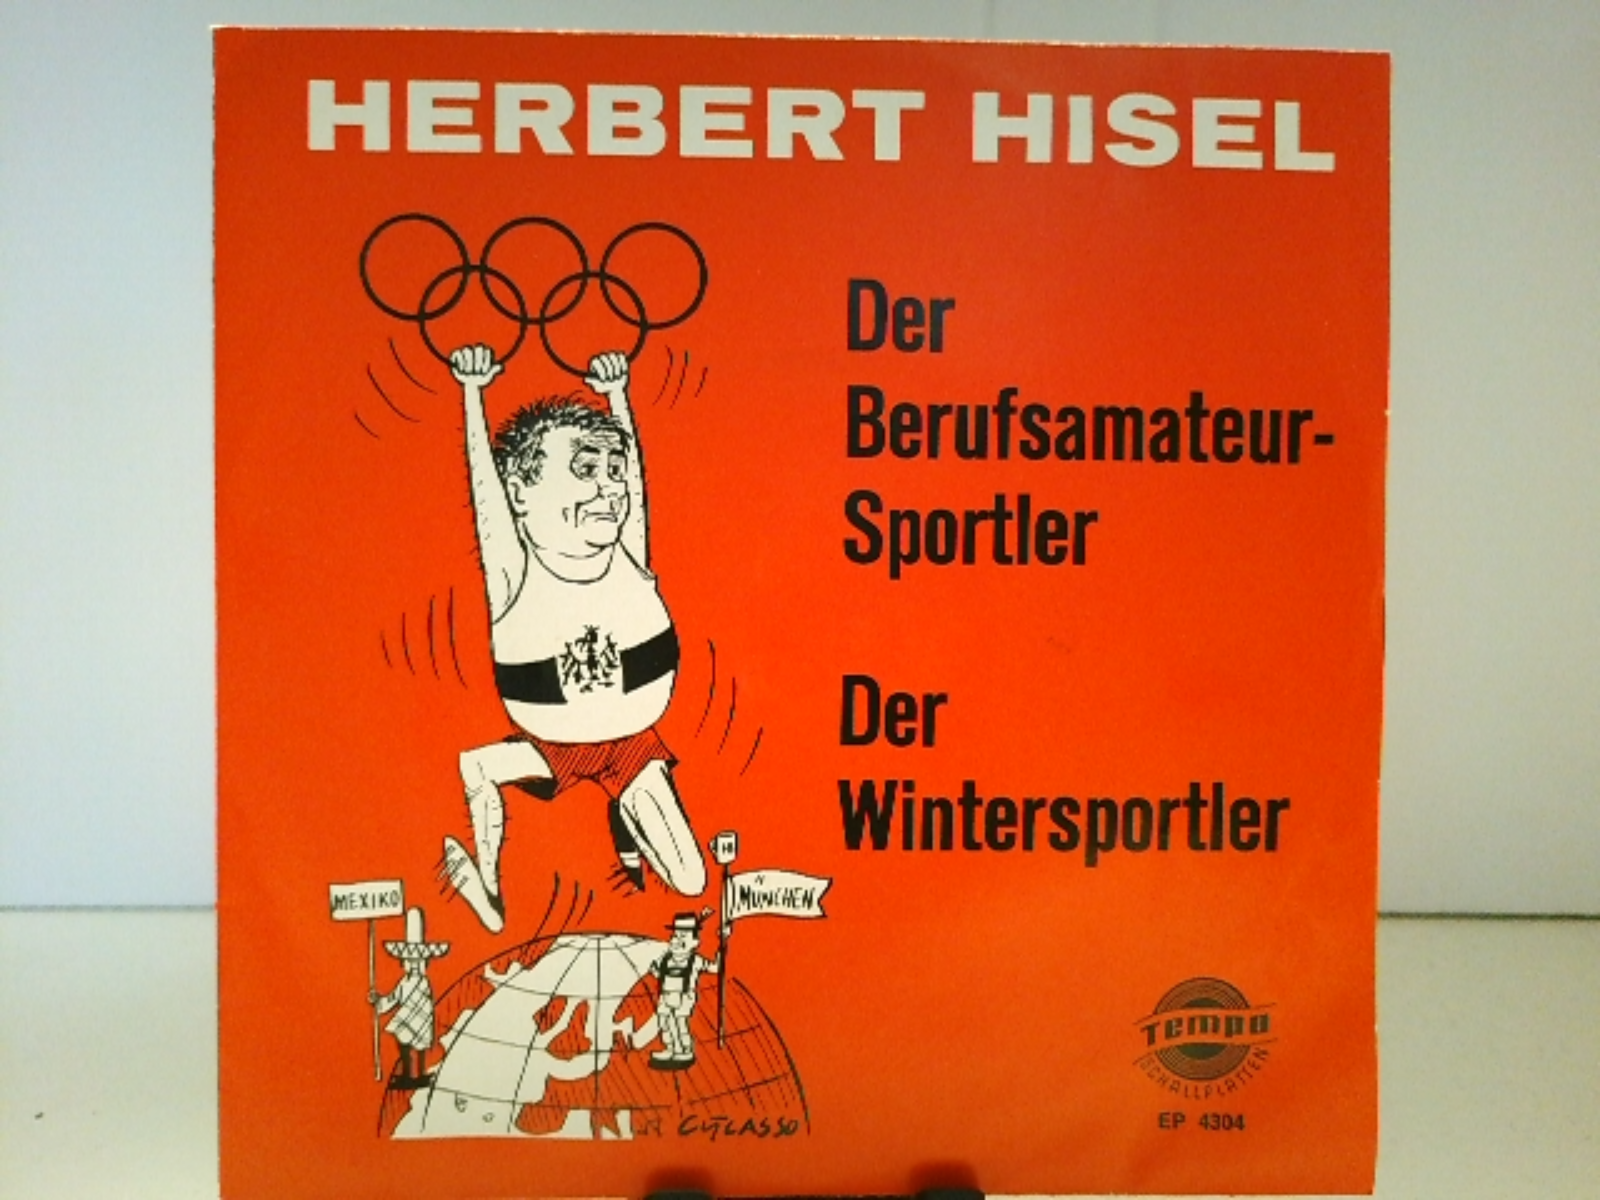 HERBERT HISEL
Der
Berufsamateur-
Sportler
Der
Wintersportler
MEXIKO
MÜNCHEN
Tempo
SCHALLPLATTEN
EP 4304